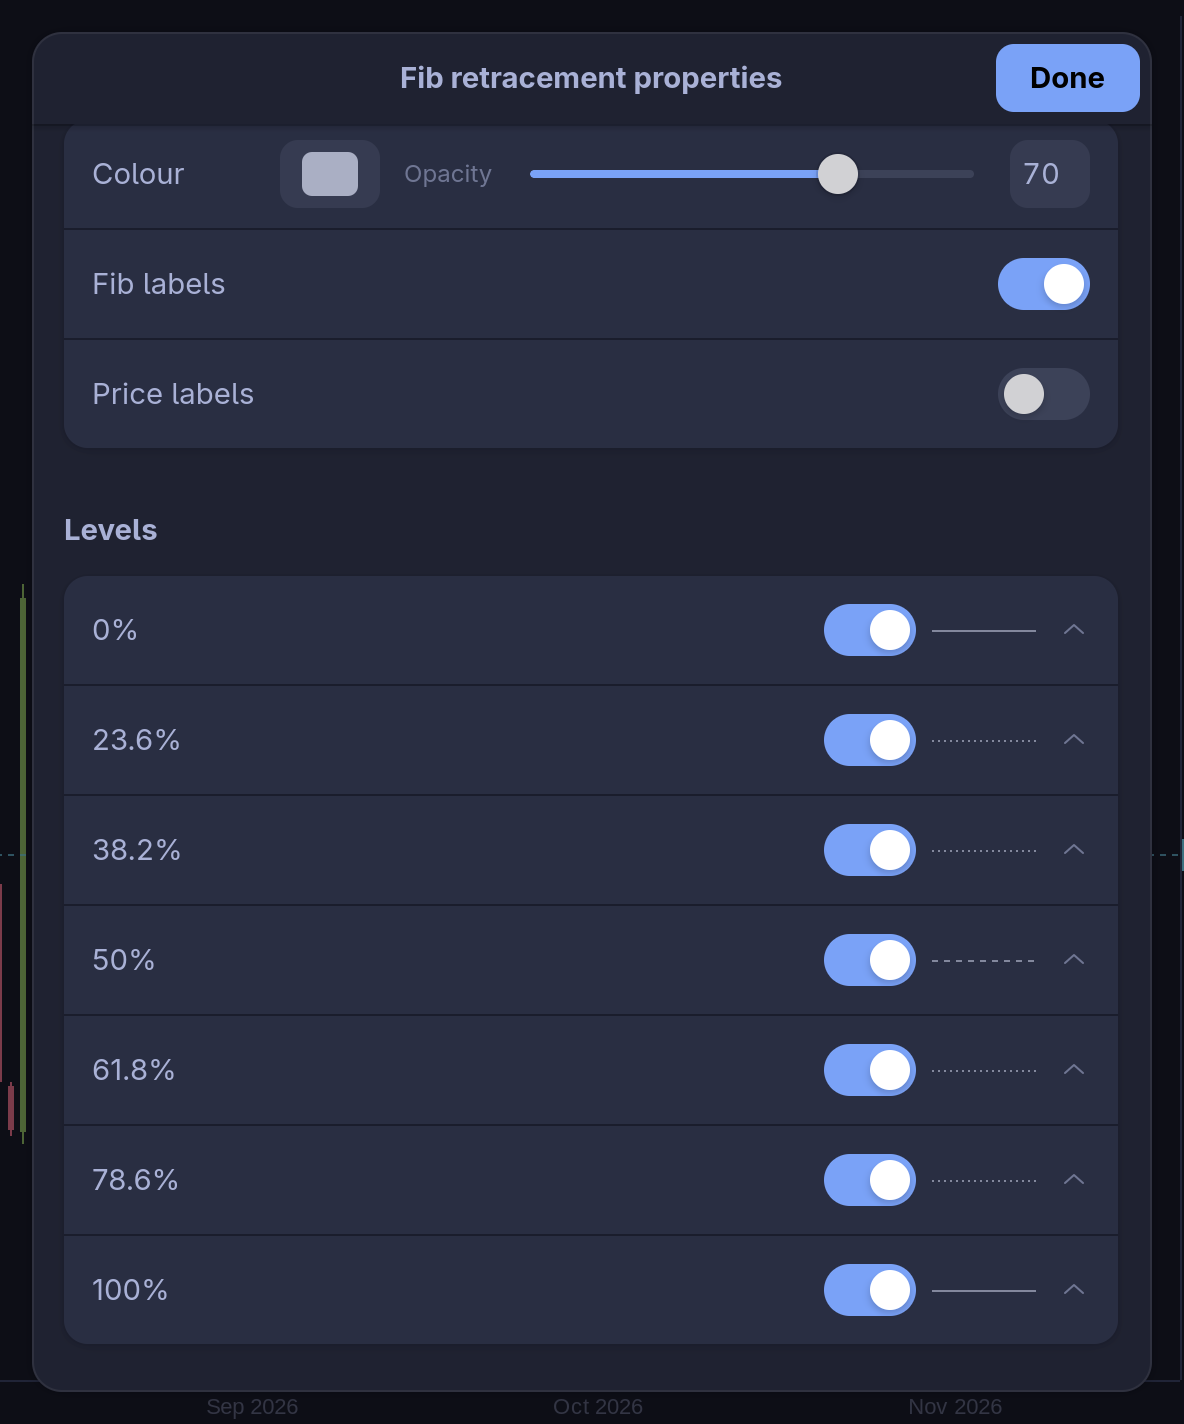 Fib retracement properties
Done
Colour
Opacity
70
Fib labels
Price labels
Levels
0%
23.6%
38.2%
50%
61.8%
78.6%
100%
Sep 2026
Oct 2026
Nov 2026